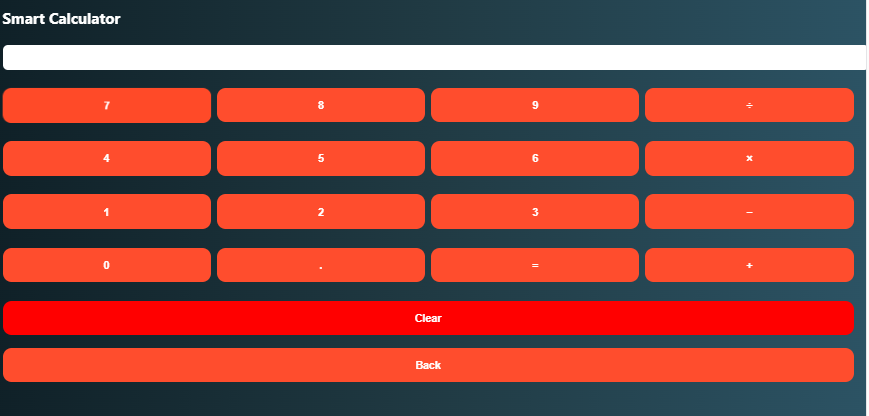 Smart Calculator
7 8 9 ÷
4 5 6 ×
1 2 3 −
0 . = +
Clear
Back